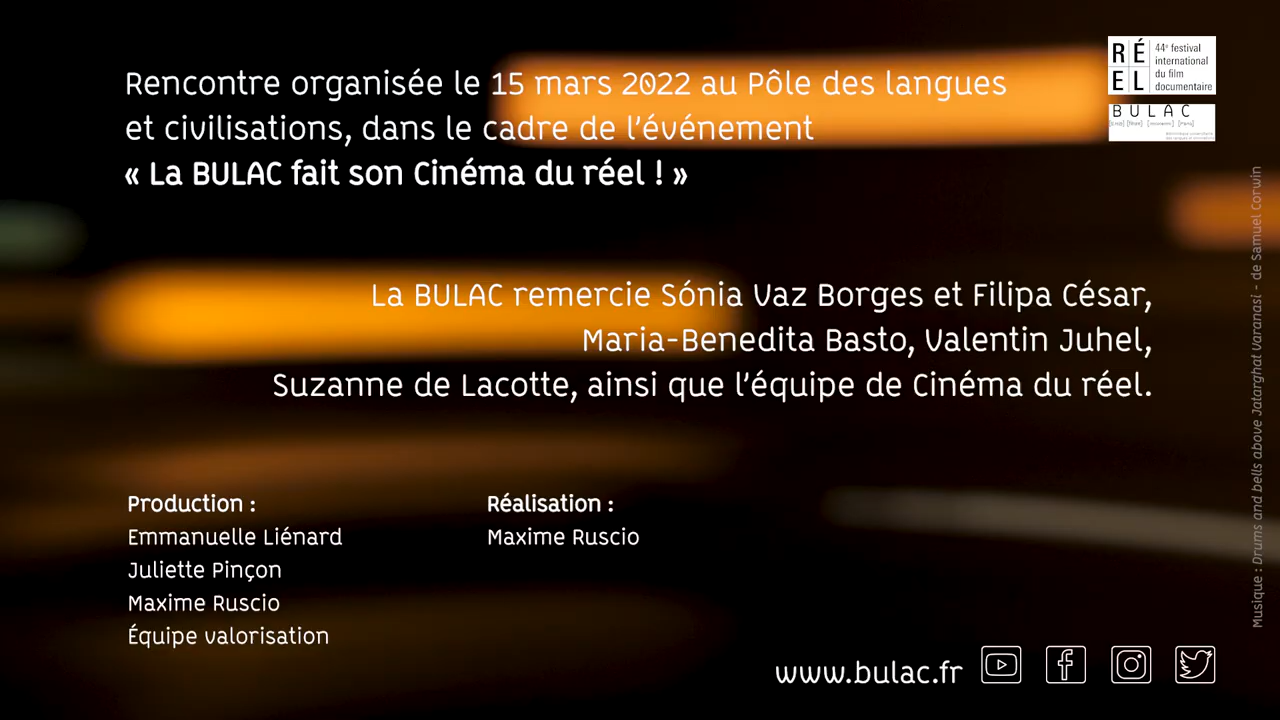 Rencontre organisée le 15 mars 2022 au Pôle des langues
et civilisations, dans le cadre de l'événement
« La BULAC fait son Cinéma du réel ! »
RÉ
EL
44e festival
international
du film
documentaire
BULAC
La BULAC remercie Sónia Vaz Borges et Filipa César,
Maria-Benedita Basto, Valentin Juhel,
Suzanne de Lacotte, ainsi que l'équipe de Cinéma du réel.
Production :
Emmanuelle Liénard
Juliette Pinçon
Maxime Ruscio
Équipe valorisation
Réalisation :
Maxime Ruscio
www.bulac.fr
Musique : Drums and bells above Jatarghat Varanasi - de Samuel Corwin